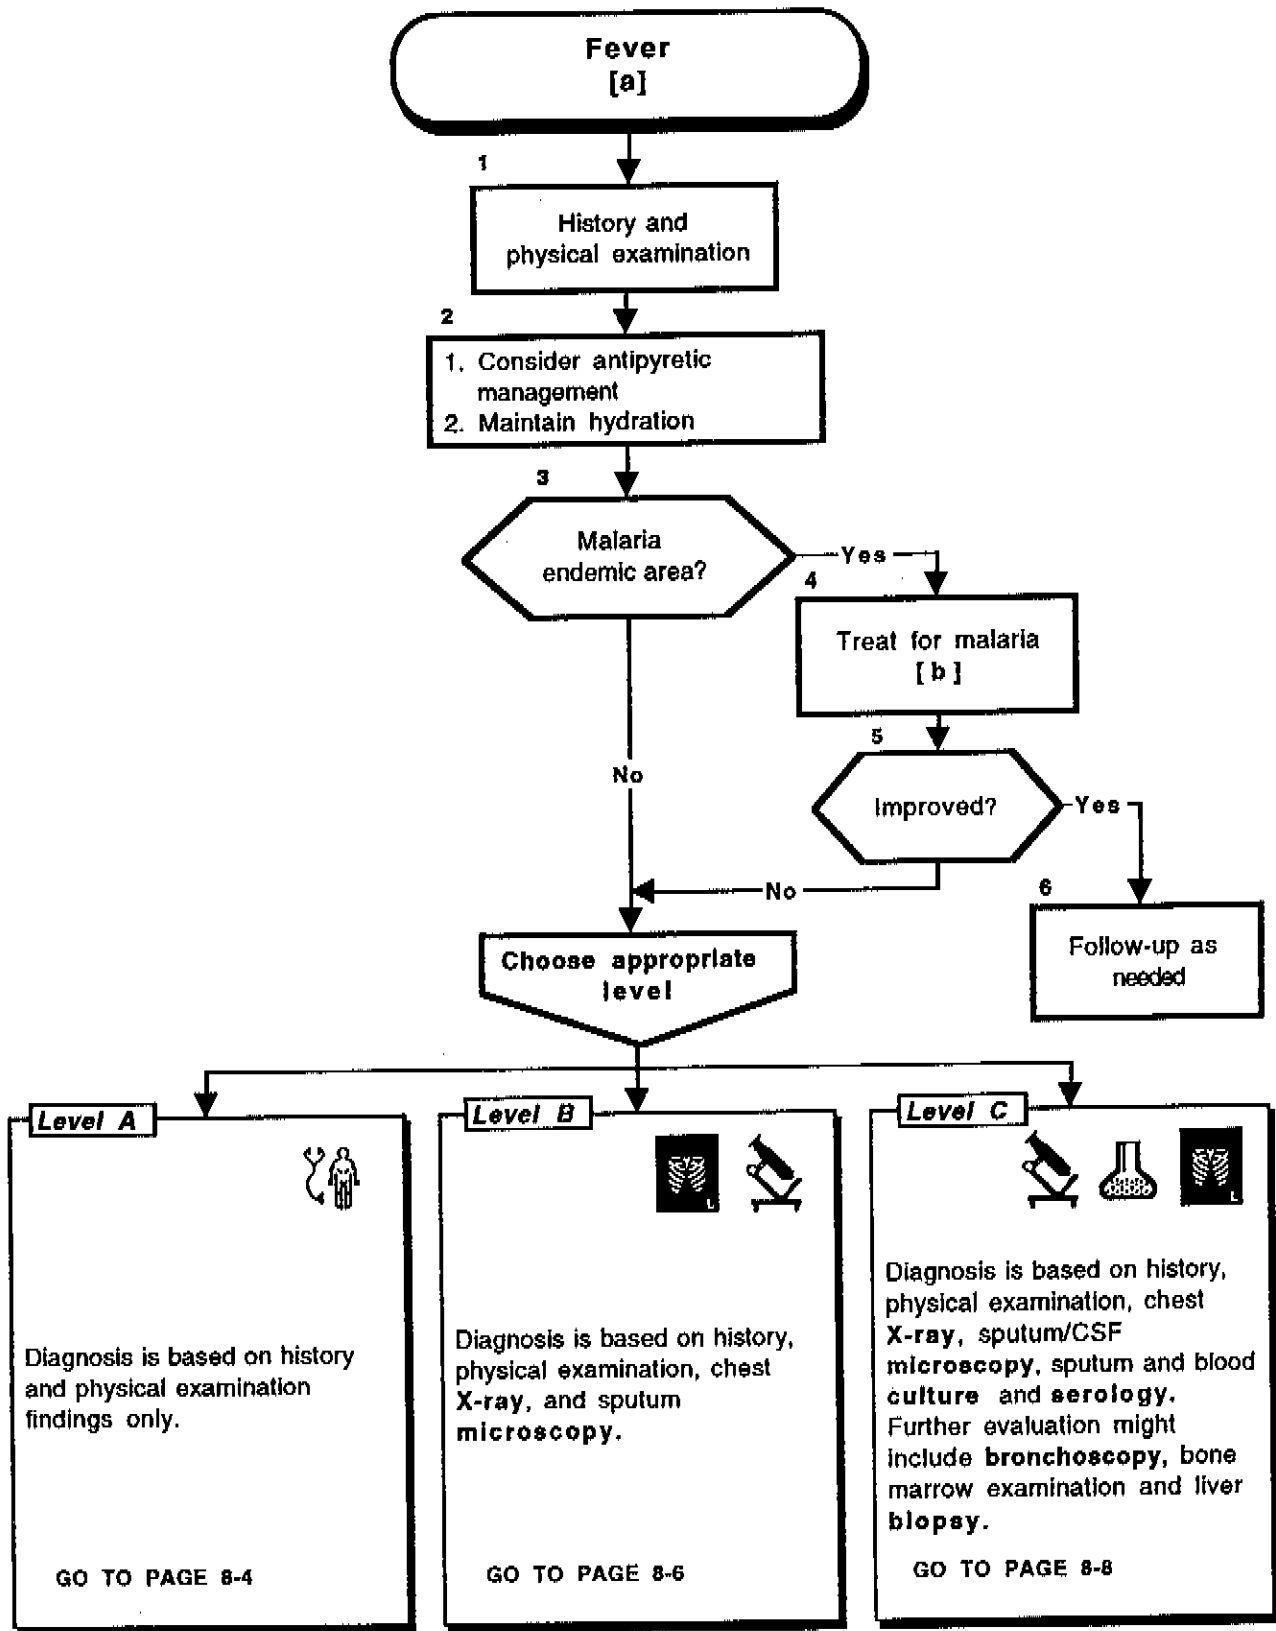 Fever
[a]
1
History and
physical examination
2
1. Consider antipyretic
management
2. Maintain hydration
3
Malaria
endemic area?
Yes
4
Treat for malaria
[b]
5
No
Improved?
Yes
No
6
Follow-up as
needed
Choose appropriate
level
Level A
Diagnosis is based on history
and physical examination
findings only.
GO TO PAGE 8-4
Level B
L
Diagnosis is based on history,
physical examination, chest
X-ray, and sputum
microscopy.
GO TO PAGE 8-6
Level C
L
Diagnosis is based on history,
physical examination, chest
X-ray, sputum/CSF
microscopy, sputum and blood
culture and serology.
Further evaluation might
include bronchoscopy, bone
marrow examination and liver
biopsy.
GO TO PAGE 8-8